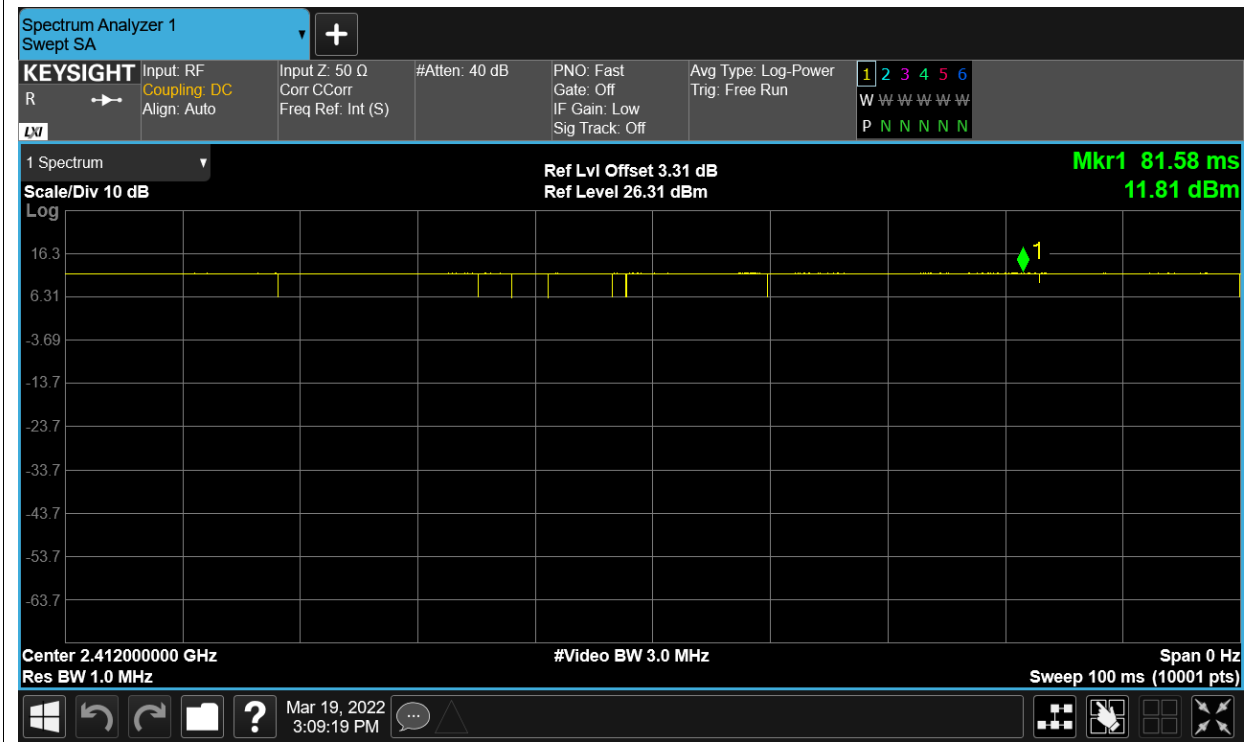 Spectrum Analyzer 1
Swept SA
▼
+
KEYSIGHT
R
LXI
Input: RF
Coupling: DC
Align: Auto
Input Z: 50 Ω
Corr CCorr
Freq Ref: Int (S)
#Atten: 40 dB
PNO: Fast
Gate: Off
IF Gain: Low
Sig Track: Off
Avg Type: Log-Power
Trig: Free Run
1 2 3 4 5 6
W W W W W W
P N N N N N
1 Spectrum ▼
Scale/Div 10 dB
Log
Ref Lvl Offset 3.31 dB
Ref Level 26.31 dBm
Mkr1 81.58 ms
11.81 dBm
1
16.3
6.31
-3.69
-13.7
-23.7
-33.7
-43.7
-53.7
-63.7
Center 2.412000000 GHz
Res BW 1.0 MHz
#Video BW 3.0 MHz
Span 0 Hz
Sweep 100 ms (10001 pts)
?
Mar 19, 2022
3:09:19 PM